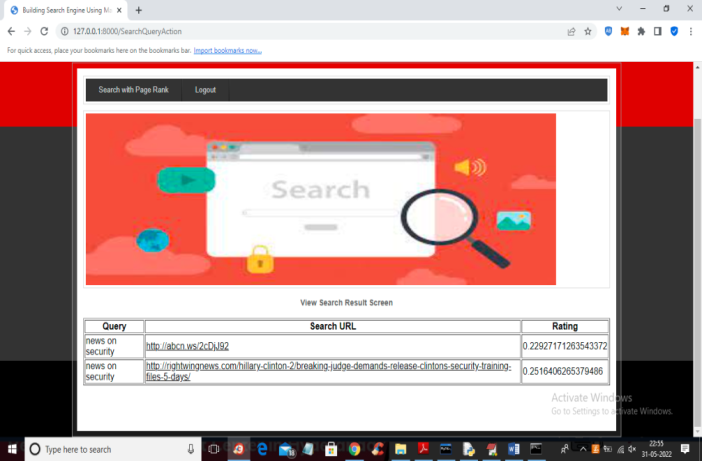 Building Search Engine Using Ma
127.0.0.1:8000/SearchQueryAction
For quick access, place your bookmarks here on the bookmarks bar. Import bookmarks now...
Search with Page Rank Logout
Search
View Search Result Screen
Query Search URL Rating
news on security http://abcn.ws/2cDjJ92 0.22927171263543372
news on security http://rightwingnews.com/hillary-clinton-2/breaking-judge-demands-release-clintons-security-training-
files-5-days/ 0.2516406265379486
Activate Windows
Go to Settings to activate Windows.
Type here to search
22:55
31-05-2022